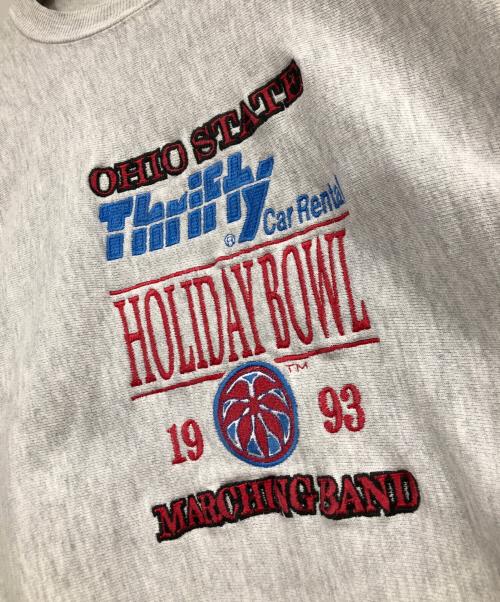 OHIO STATE
Thrifty
® Car Rental
HOLIDAY BOWL
TM
19 93
MARCHING BAND